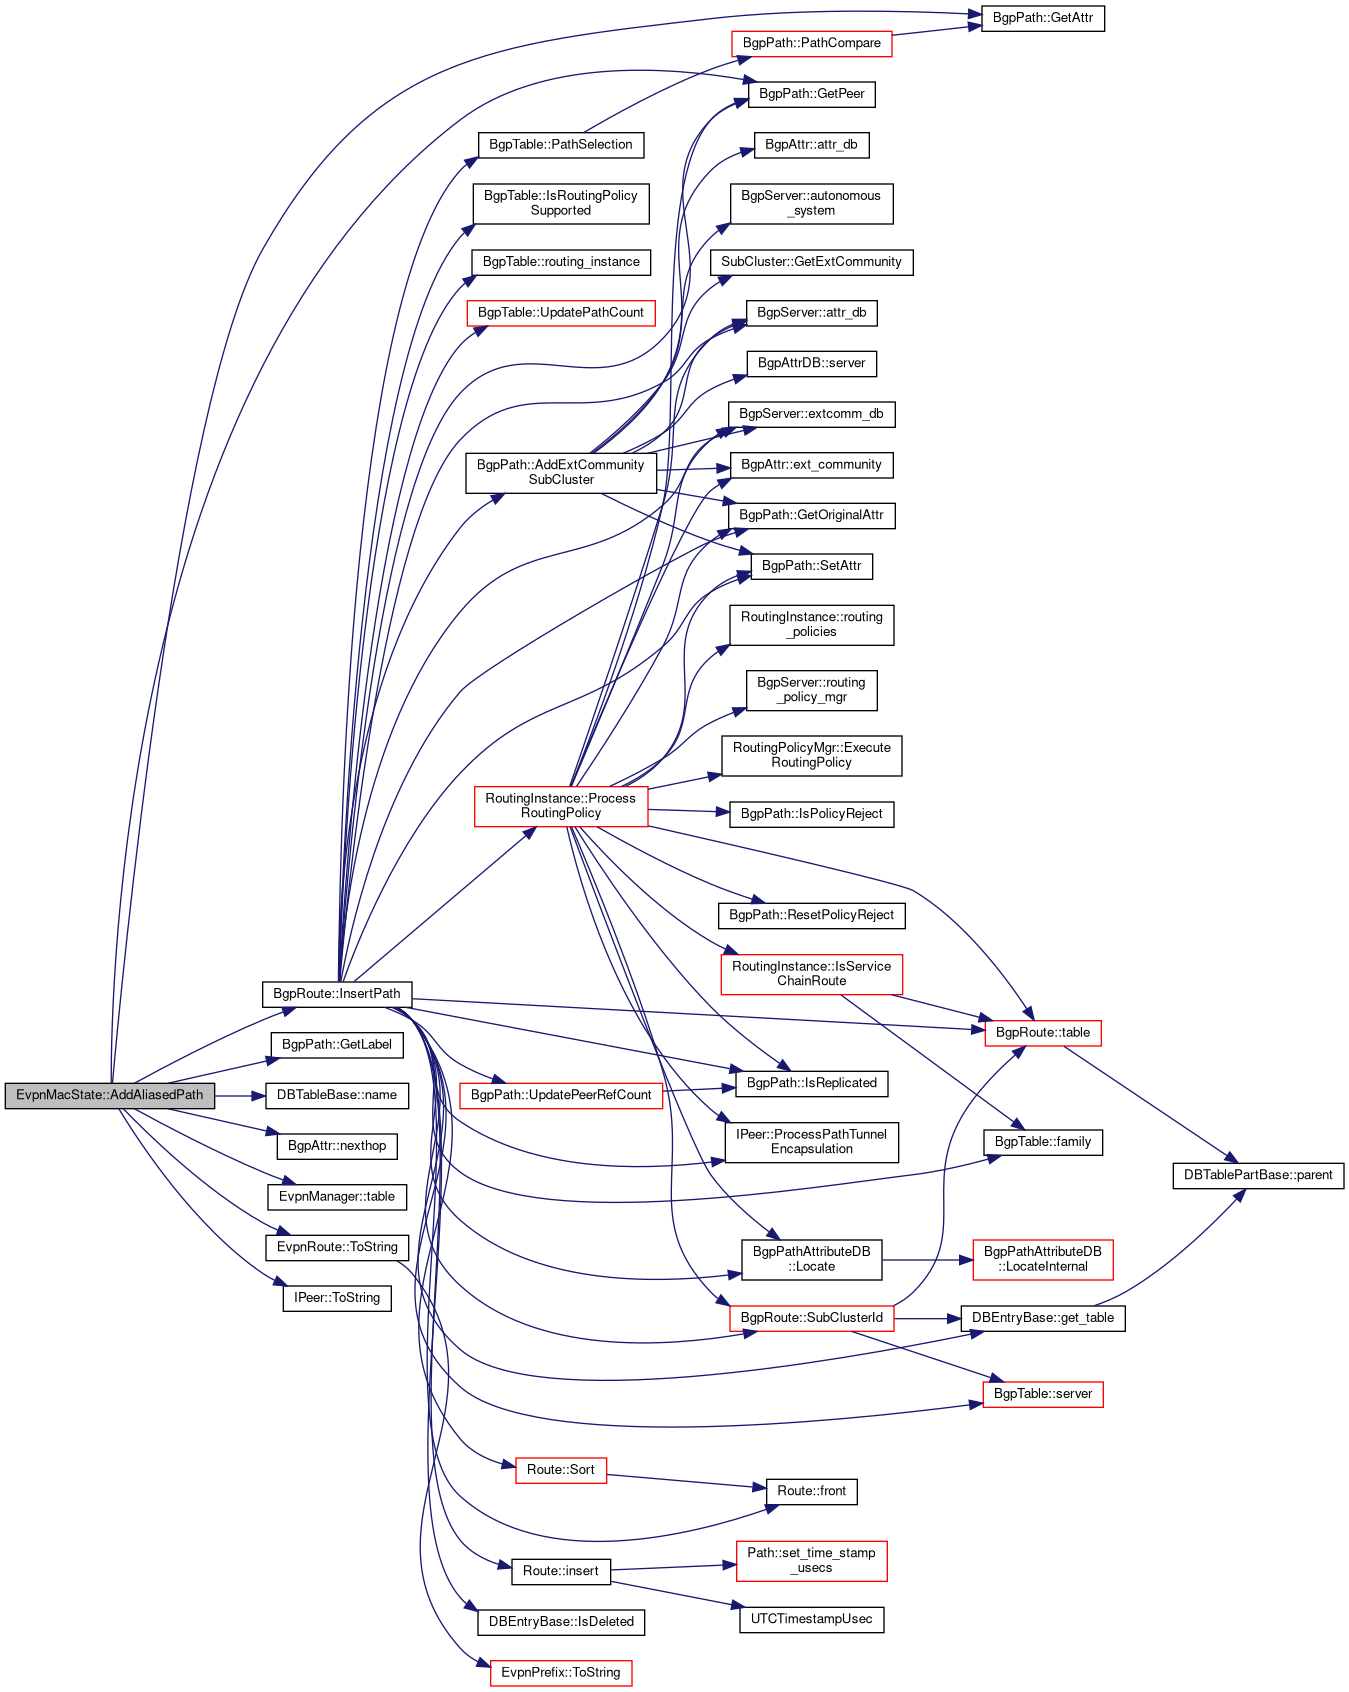 BgpPath::GetAttr
BgpPath::PathCompare
BgpPath::GetPeer
BgpTable::PathSelection
BgpAttr::attr_db
BgpTable::IsRoutingPolicy
Supported
BgpServer::autonomous
_system
BgpTable::routing_instance
SubCluster::GetExtCommunity
BgpTable::UpdatePathCount
BgpServer::attr_db
BgpAttrDB::server
BgpServer::extcomm_db
BgpPath::AddExtCommunity
SubCluster
BgpAttr::ext_community
BgpPath::GetOriginalAttr
BgpPath::SetAttr
RoutingInstance::routing
_policies
BgpServer::routing
_policy_mgr
RoutingPolicyMgr::Execute
RoutingPolicy
RoutingInstance::Process
RoutingPolicy
BgpPath::IsPolicyReject
BgpPath::ResetPolicyReject
RoutingInstance::IsService
ChainRoute
BgpRoute::InsertPath
BgpRoute::table
BgpPath::GetLabel
BgpPath::IsReplicated
EvpnMacState::AddAliasedPath
DBTableBase::name
BgpPath::UpdatePeerRefCount
BgpAttr::nexthop
IPeer::ProcessPathTunnel
Encapsulation
BgpTable::family
DBTablePartBase::parent
EvpnManager::table
EvpnRoute::ToString
BgpPathAttributeDB
::Locate
BgpPathAttributeDB
::LocateInternal
IPeer::ToString
BgpRoute::SubClusterId
DBEntryBase::get_table
BgpTable::server
Route::Sort
Route::front
Route::insert
Path::set_time_stamp
_usecs
DBEntryBase::IsDeleted
UTCTimestampUsec
EvpnPrefix::ToString